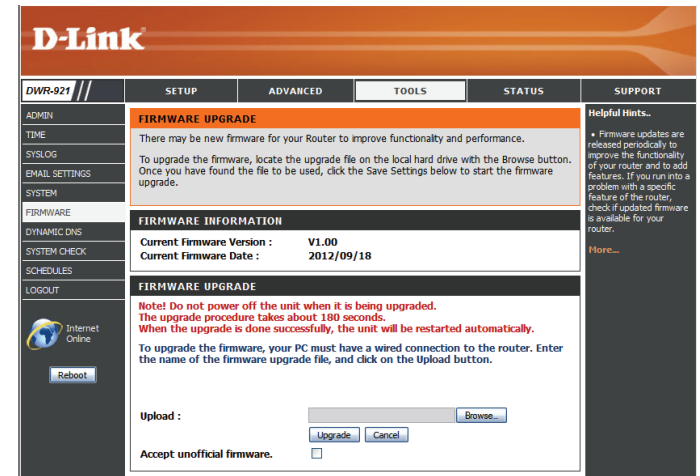 D-Link
DWR-921 // SETUP ADVANCED TOOLS STATUS SUPPORT
ADMIN
TIME
SYSLOG
EMAIL SETTINGS
SYSTEM
FIRMWARE
DYNAMIC DNS
SYSTEM CHECK
SCHEDULES
LOGOUT
Internet
Online
Reboot
FIRMWARE UPGRADE
There may be new firmware for your Router to improve functionality and performance.
To upgrade the firmware, locate the upgrade file on the local hard drive with the Browse button.
Once you have found the file to be used, click the Save Settings below to start the firmware
upgrade.
FIRMWARE INFORMATION
Current Firmware Version : V1.00
Current Firmware Date : 2012/09/18
FIRMWARE UPGRADE
Note! Do not power off the unit when it is being upgraded.
The upgrade procedure takes about 180 seconds.
When the upgrade is done successfully, the unit will be restarted automatically.
To upgrade the firmware, your PC must have a wired connection to the router. Enter
the name of the firmware upgrade file, and click on the Upload button.
Upload : Browse...
Upgrade Cancel
Accept unofficial firmware.
Helpful Hints..
• Firmware updates are
released periodically to
improve the functionality
of your router and to add
features. If you run into a
problem with a specific
feature of the router,
check if updated firmware
is available for your
router.
More...